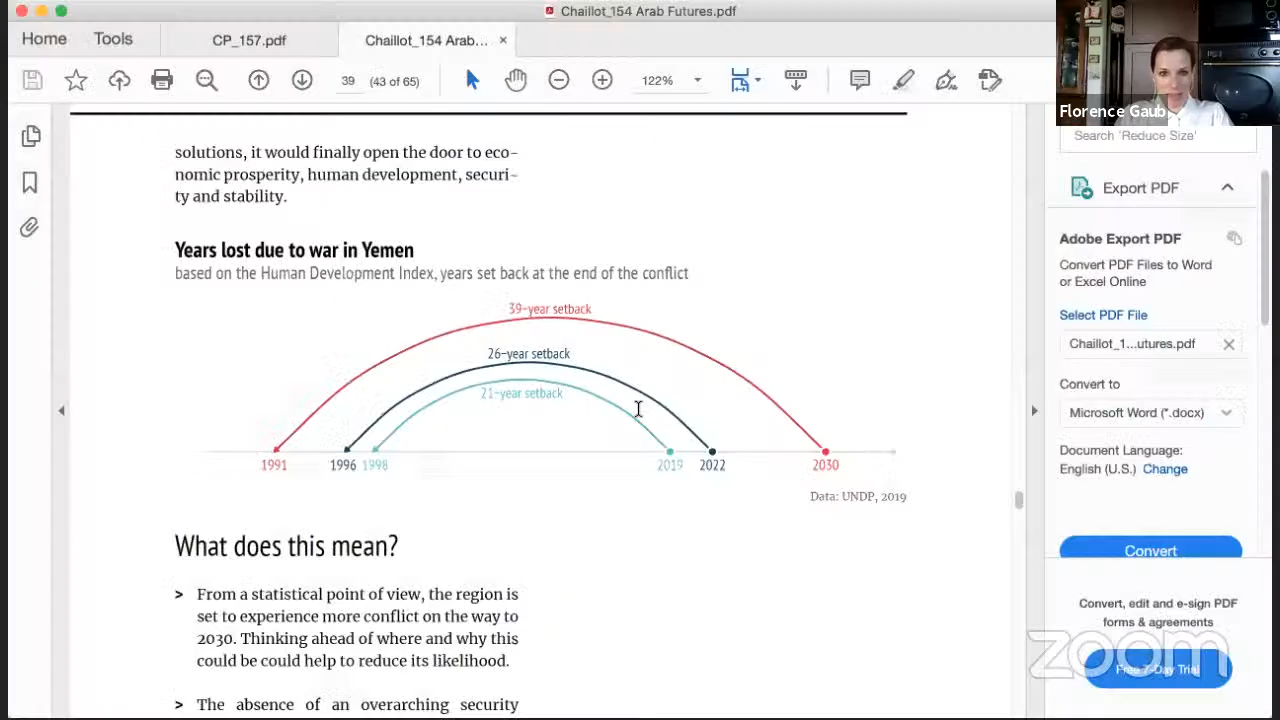 Chaillot_154 Arab Futures.pdf
Home
Tools
CP_157.pdf
Chaillot_154 Arab...
39
(43 of 65)
122%
Florence Gaub
Search 'Reduce Size'
solutions, it would finally open the door to eco-
nomic prosperity, human development, securi-
ty and stability.
Years lost due to war in Yemen
based on the Human Development Index, years set back at the end of the conflict
39-year setback
26-year setback
21-year setback
1991
1996
1998
2019
2022
2030
Data: UNDP, 2019
What does this mean?
> From a statistical point of view, the region is
set to experience more conflict on the way to
2030. Thinking ahead of where and why this
could be could help to reduce its likelihood.
> The absence of an overarching security
Export PDF
Adobe Export PDF
Convert PDF Files to Word
or Excel Online
Select PDF File
Chaillot_1...utures.pdf
Convert to
Microsoft Word (*.docx)
Document Language:
English (U.S.) Change
Convert
Convert, edit and e-sign PDF
forms & agreements
Free 7-Day Trial
zoom